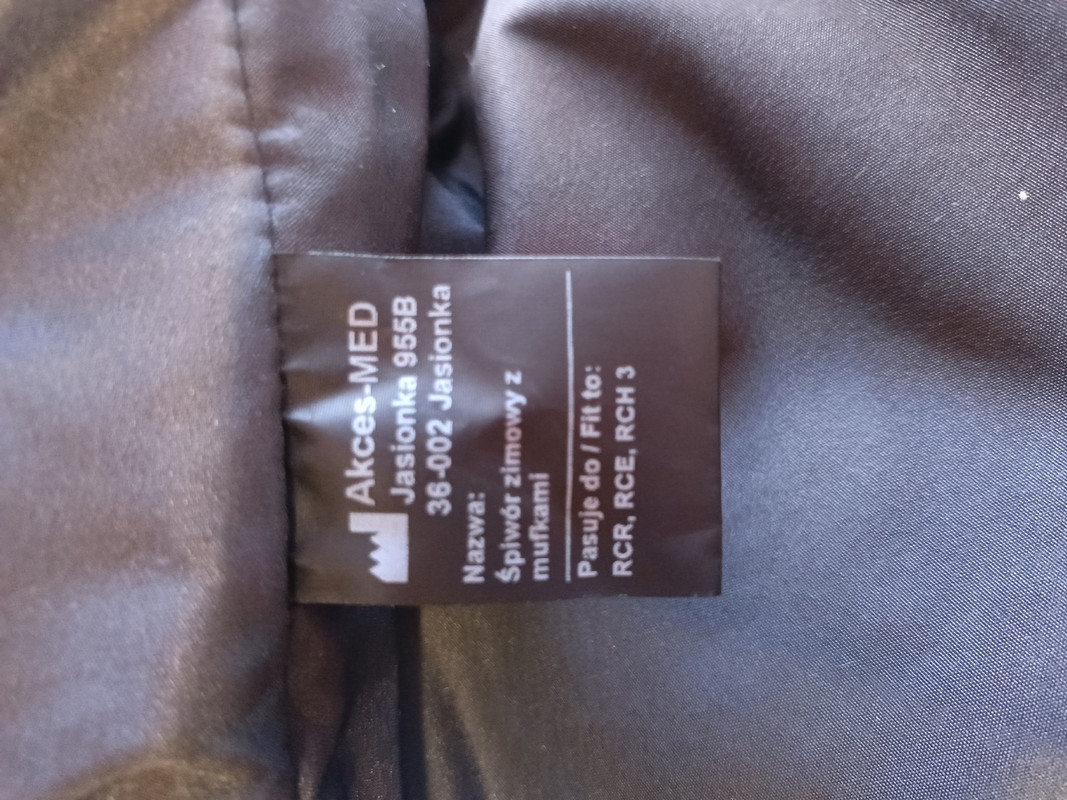 Akces-MED
Jasionka 955B
36-002 Jasionka
Nazwa:
Śpiwór zimowy z
mufkami
Pasuje do / Fit to:
RCR, RCE, RCH 3